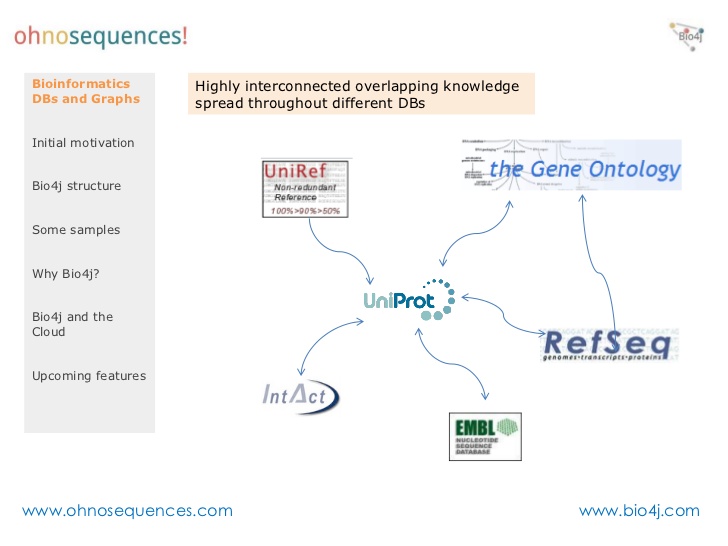 ohnosequences!
Bio4j
Bioinformatics
DBs and Graphs
Initial motivation
Bio4j structure
Some samples
Why Bio4j?
Bio4j and the
Cloud
Upcoming features
Highly interconnected overlapping knowledge
spread throughout different DBs
UniRef
Non-redundant
Reference
100%>90%>50%
the Gene Ontology
UniProt
RefSeq
genomes·transcripts·proteins
IntAct
EMBL
NUCLEOTIDE
SEQUENCE
DATABASE
www.ohnosequences.com
www.bio4j.com